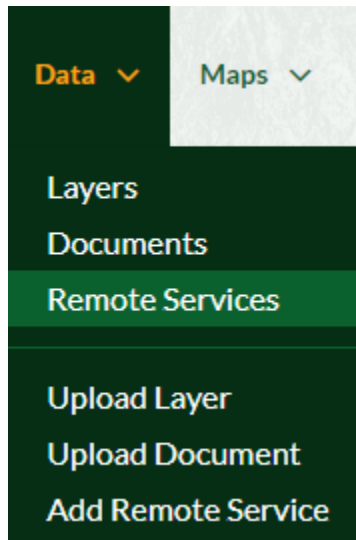 Data Maps
Layers
Documents
Remote Services
Upload Layer
Upload Document
Add Remote Service